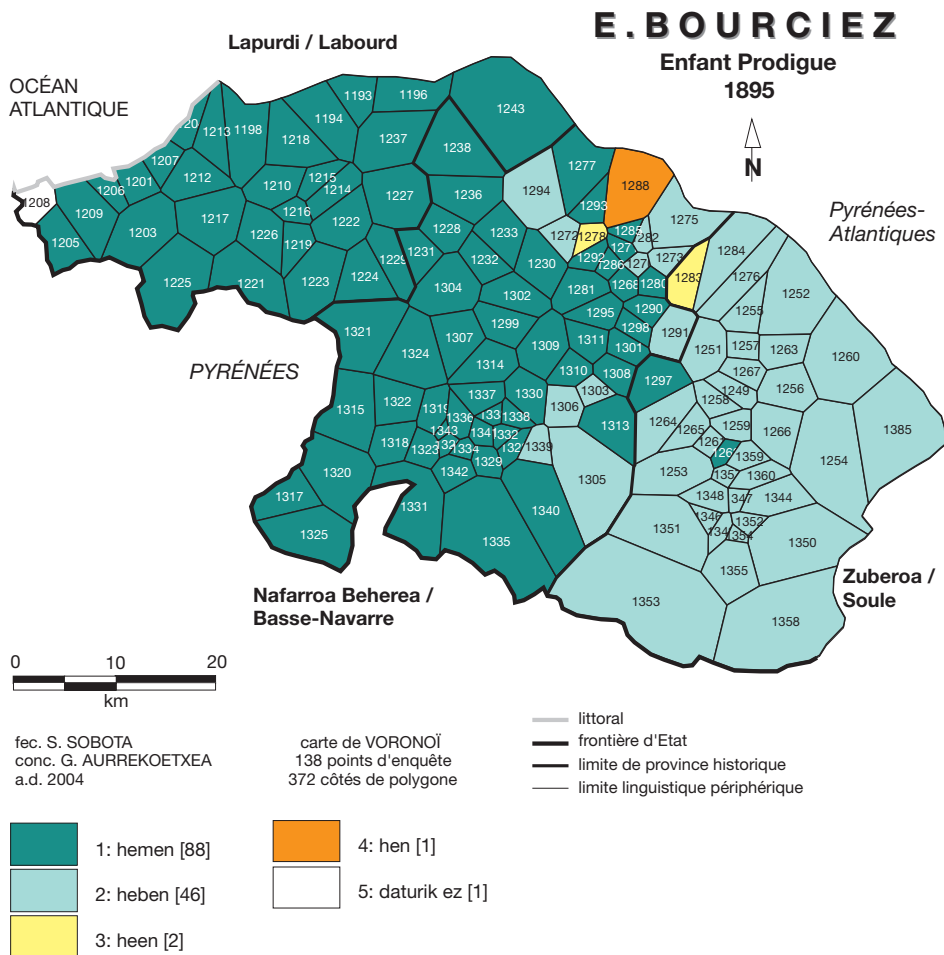 E. BOURCIEZ
Enfant Prodigue
1895
Lapurdi / Labourd
OCÉAN
ATLANTIQUE
N
Pyrénées-
Atlantiques
PYRÉNÉES
Nafarroa Beherea /
Basse-Navarre
Zuberoa /
Soule
1193 1196 1243
1213 1198 1194 1218 1237 1238
1207 1201 1206 1212 1210 1215 1214 1227 1236 1294 1277 1288
1208 1209 1217 1216 1222 1228 1233 1293 1275
1205 1203 1226 1219 1231 1232 1272 1278 1285 1282 1284
1225 1221 1223 1224 1229 1230 1292 1286 1273 1276 1252
1304 1302 1281 1268 1280 1283 1255
1321 1324 1307 1299 1309 1295 1290 1298 1291 1251 1257 1263 1260
1314 1311 1301 1310 1308 1297 1267 1249 1256
1315 1322 1319 1337 1330 1306 1303 1313 1264 1258 1385
1336 1338 1343 1332 1265 1259 1266
1318 1323 1334 1329 1339 1359 1254
1320 1342 1305 1253 1360
1317 1325 1331 1335 1340 1351 1348 1346 1344
1352 1354 1350
1355 1353 1358
0 10 20
km
fec. S. SOBOTA
conc. G. AURREKOETXEA
a.d. 2004
carte de VORONOÏ
138 points d'enquête
372 côtés de polygone
littoral
frontière d'Etat
limite de province historique
limite linguistique périphérique
1: hemen [88]
2: heben [46]
3: heen [2]
4: hen [1]
5: daturik ez [1]